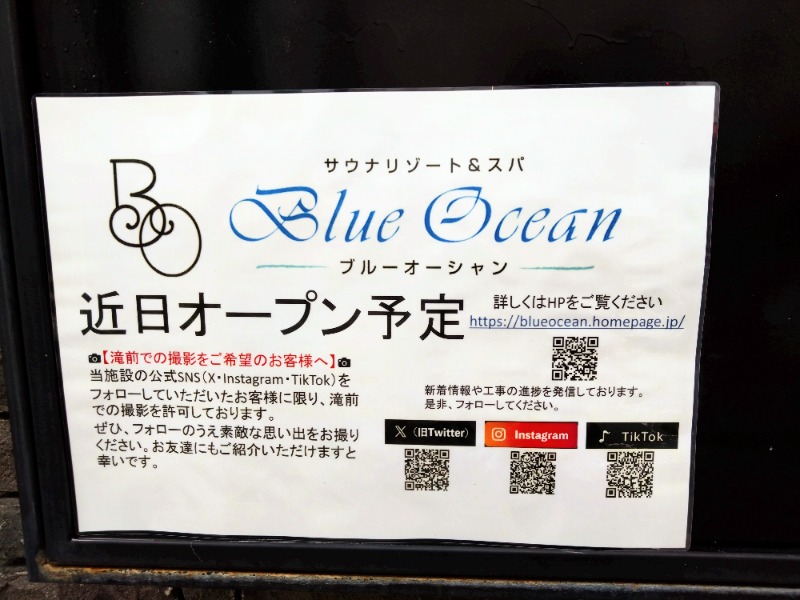 BO
サウナリゾート＆スパ
Blue Ocean
ブルーオーシャン
近日オープン予定
詳しくはHPをご覧ください
https://blueocean.homepage.jp/
【滝前での撮影をご希望のお客様へ】
当施設の公式SNS（X・Instagram・TikTok）を
フォローしていただいたお客様に限り、滝前
での撮影を許可しております。
ぜひ、フォローのうえ素敵な思い出をお撮り
ください。お友達にもご紹介いただけますと
幸いです。
新着情報や工事の進捗を発信しております。
是非、フォローしてください。
X （旧Twitter）
Instagram
TikTok